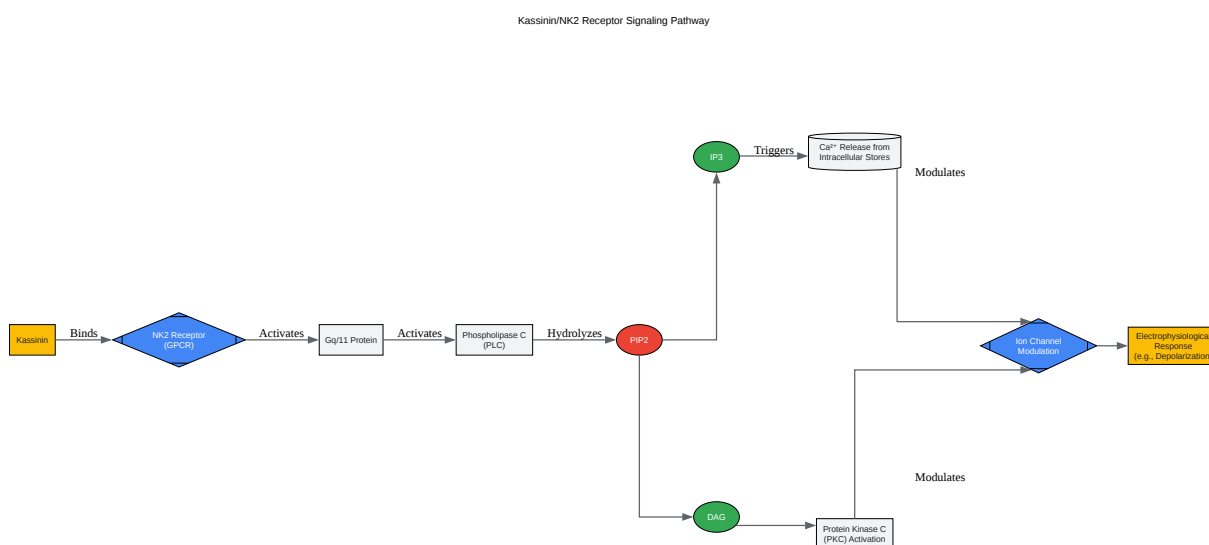 Kassinin/NK2 Receptor Signaling Pathway
IP3
Triggers
Ca²⁺ Release from
Intracellular Stores
Modulates
Kassinin
Binds
NK2 Receptor
(GPCR)
Activates
Gq/11 Protein
Activates
Phospholipase C
(PLC)
Hydrolyzes
PIP2
Ion Channel
Modulation
Electrophysiological
Response
(e.g., Depolarization
Modulates
DAG
Protein Kinase C
(PKC) Activation